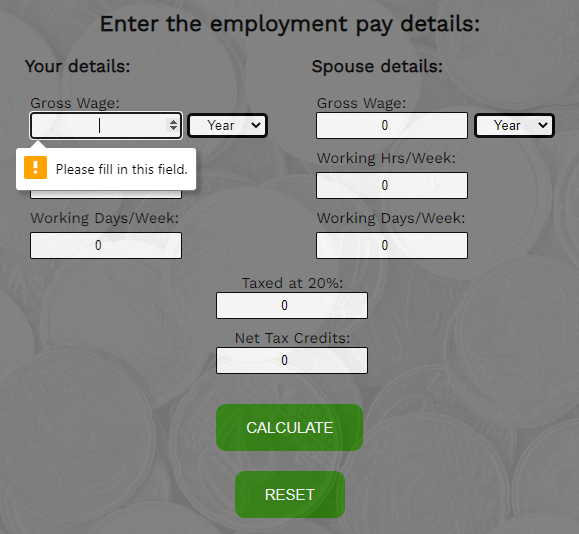 Enter the employment pay details:
Your details:
Spouse details:
Gross Wage:
Year
Please fill in this field.
Working Days/Week:
0
Gross Wage:
0
Year
Working Hrs/Week:
0
Working Days/Week:
0
Taxed at 20%:
0
Net Tax Credits:
0
CALCULATE
RESET